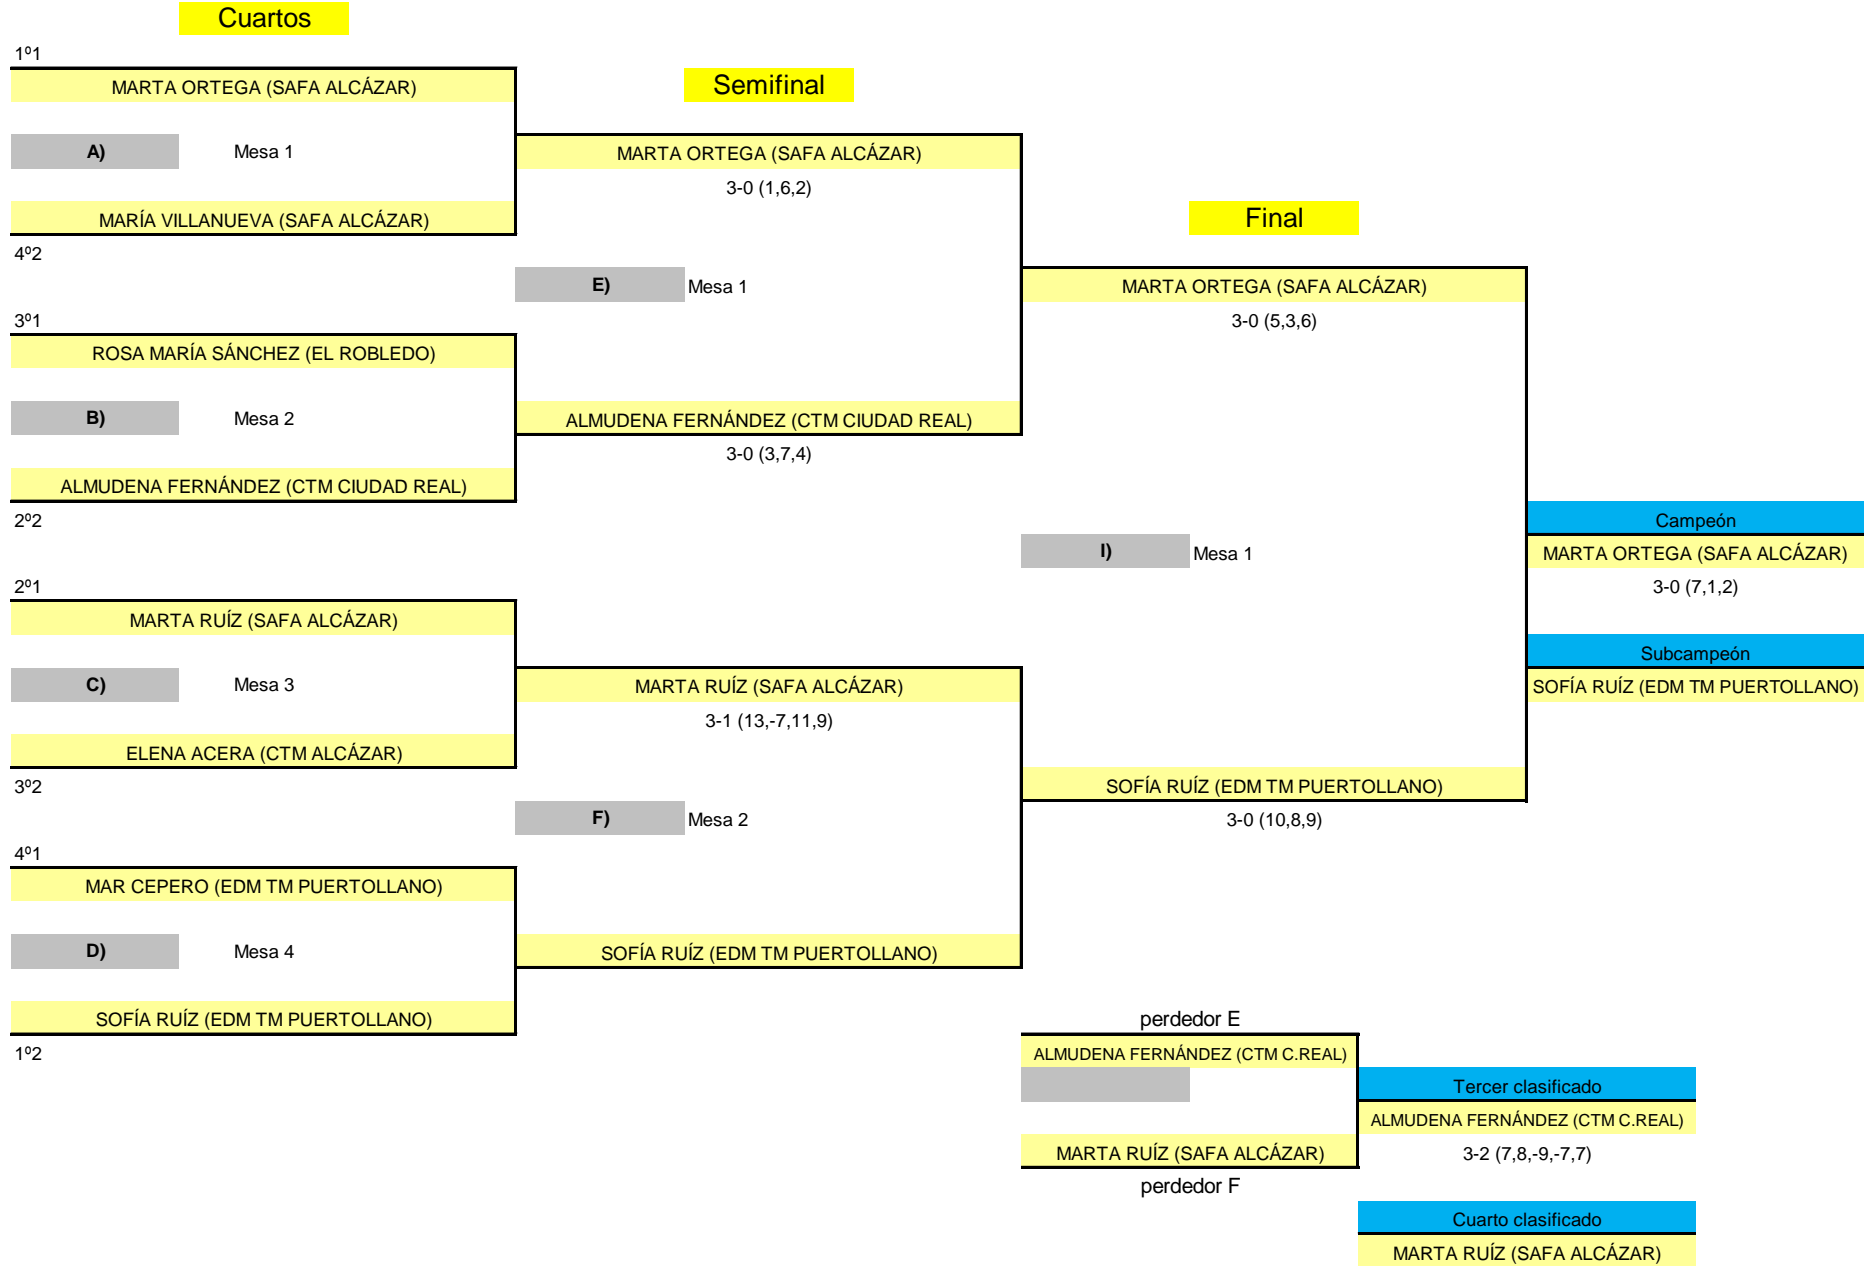 Cuartos
1º1
MARTA ORTEGA (SAFA ALCÁZAR)
Semifinal
A) Mesa 1
MARTA ORTEGA (SAFA ALCÁZAR)
3-0 (1,6,2)
MARÍA VILLANUEVA (SAFA ALCÁZAR)
Final
4º2
E) Mesa 1
MARTA ORTEGA (SAFA ALCÁZAR)
3º1
3-0 (5,3,6)
ROSA MARÍA SÁNCHEZ (EL ROBLEDO)
B) Mesa 2
ALMUDENA FERNÁNDEZ (CTM CIUDAD REAL)
3-0 (3,7,4)
ALMUDENA FERNÁNDEZ (CTM CIUDAD REAL)
2º2
Campeón
I) Mesa 1
MARTA ORTEGA (SAFA ALCÁZAR)
2º1
3-0 (7,1,2)
MARTA RUÍZ (SAFA ALCÁZAR)
Subcampeón
C) Mesa 3
MARTA RUÍZ (SAFA ALCÁZAR)
SOFÍA RUÍZ (EDM TM PUERTOLLANO)
3-1 (13,-7,11,9)
ELENA ACERA (CTM ALCÁZAR)
3º2
SOFÍA RUÍZ (EDM TM PUERTOLLANO)
F) Mesa 2
3-0 (10,8,9)
4º1
MAR CEPERO (EDM TM PUERTOLLANO)
D) Mesa 4
SOFÍA RUÍZ (EDM TM PUERTOLLANO)
SOFÍA RUÍZ (EDM TM PUERTOLLANO)
perdedor E
1º2
ALMUDENA FERNÁNDEZ (CTM C.REAL)
Tercer clasificado
ALMUDENA FERNÁNDEZ (CTM C.REAL)
MARTA RUÍZ (SAFA ALCÁZAR)
3-2 (7,8,-9,-7,7)
perdedor F
Cuarto clasificado
MARTA RUÍZ (SAFA ALCÁZAR)